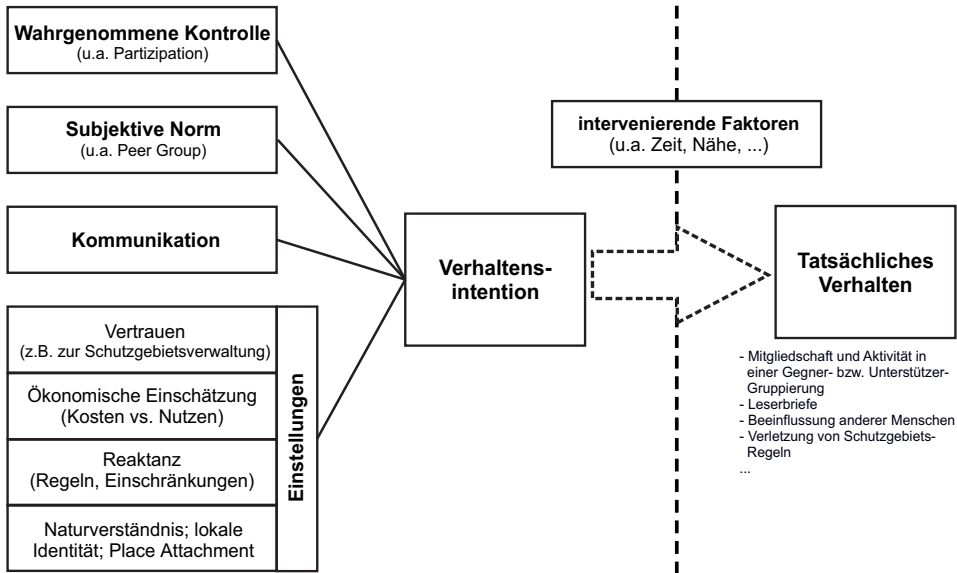 Wahrgenommene Kontrolle
(u.a. Partizipation)
Subjektive Norm
(u.a. Peer Group)
Kommunikation
Vertrauen
(z.B. zur Schutzgebietsverwaltung)
Ökonomische Einschätzung
(Kosten vs. Nutzen)
Reaktanz
(Regeln, Einschränkungen)
Naturverständnis; lokale
Identität; Place Attachment
Einstellungen
Verhaltens-
intention
intervenierende Faktoren
(u.a. Zeit, Nähe, ...)
Tatsächliches
Verhalten
- Mitgliedschaft und Aktivität in
einer Gegner- bzw. Unterstützer-
Gruppierung
- Leserbriefe
- Beeinflussung anderer Menschen
- Verletzung von Schutzgebiets-
Regeln
...